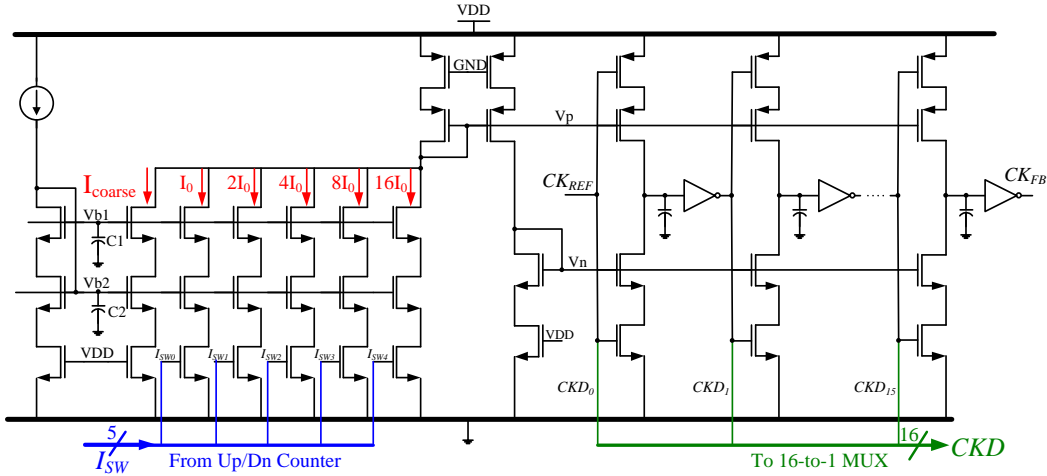 VDD
GND
Vp
I_coarse I_0 2I_0 4I_0 8I_0 16I_0
CK_REF
CK_FB
Vb1
C1
Vn
Vb2
C2
VDD
I_SW0 I_SW1 I_SW2 I_SW3 I_SW4
VDD
CKD_0 CKD_1 CKD_15
5
I_SW
From Up/Dn Counter
16
CKD
To 16-to-1 MUX